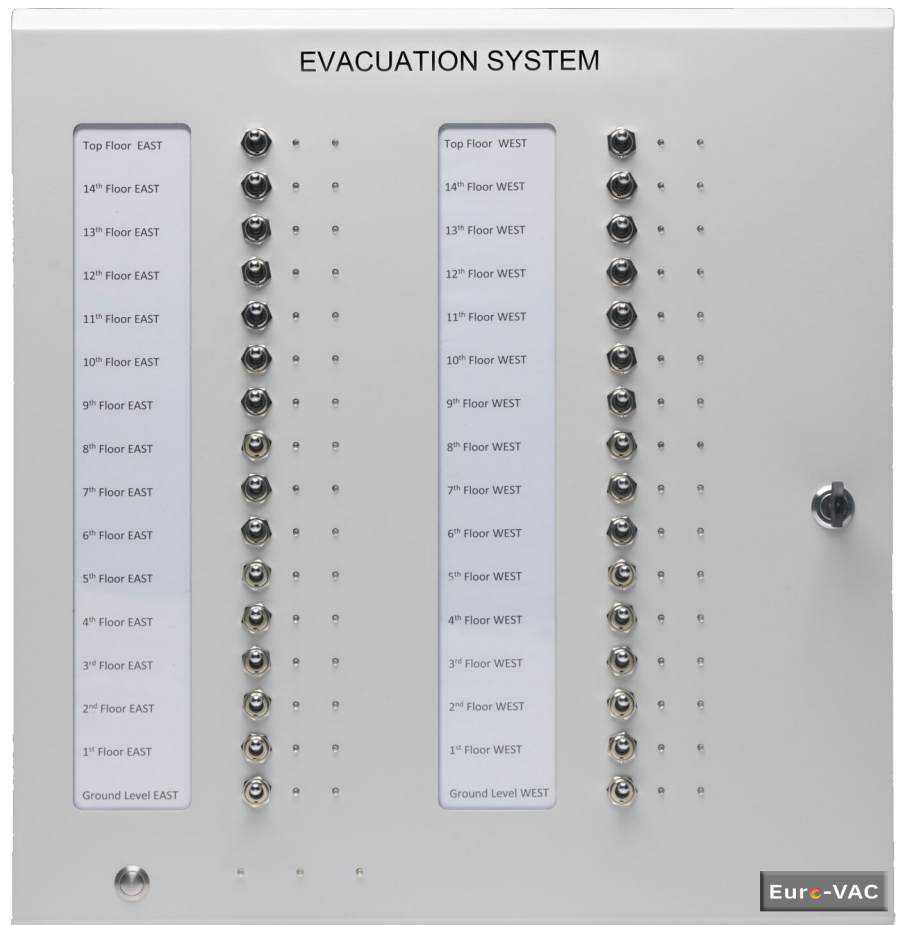 EVACUATION SYSTEM
Top Floor EAST
14th Floor EAST
13th Floor EAST
12th Floor EAST
11th Floor EAST
10th Floor EAST
9th Floor EAST
8th Floor EAST
7th Floor EAST
6th Floor EAST
5th Floor EAST
4th Floor EAST
3rd Floor EAST
2nd Floor EAST
1st Floor EAST
Ground Level EAST
Top Floor WEST
14th Floor WEST
13th Floor WEST
12th Floor WEST
11th Floor WEST
10th Floor WEST
9th Floor WEST
8th Floor WEST
7th Floor WEST
6th Floor WEST
5th Floor WEST
4th Floor WEST
3rd Floor WEST
2nd Floor WEST
1st Floor WEST
Ground Level WEST
Euro-VAC